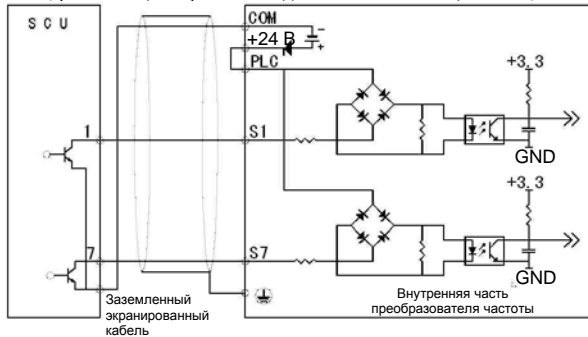 SCU
COM
+24 В
PLC
+3.3
1
S1
GND
+3.3
7
S7
GND
Заземленный
экранированный
кабель
Внутренняя часть
преобразователя частоты